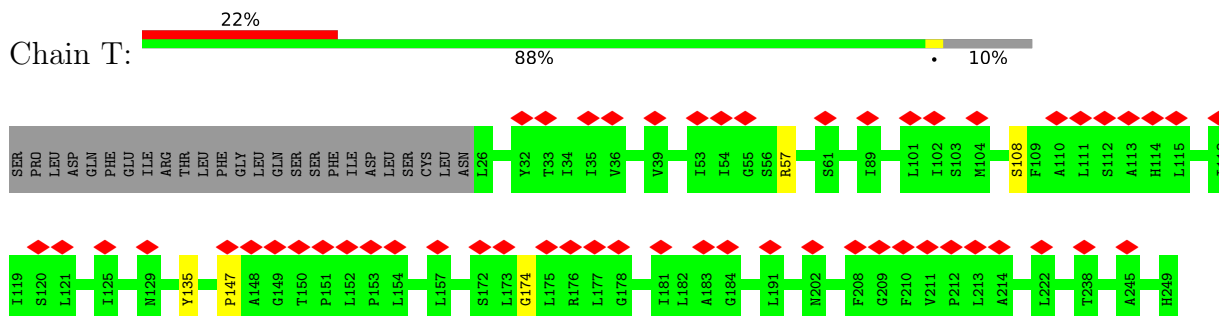 22%
Chain T:
88% • 10%
SER PRO LEU ASP GLN PHE GLU ILE ARG THR LEU PHE GLY LEU GLN SER SER PHE ILE ASP LEU SER CYS LEU ASN L26 Y32 T33 I34 I35 V36 V39 I53 I54 G55 S56 R57 S61 I89 L101 I102 S103 M104 S108 F109 A110 L111 S112 A113 H114 L115
I119 S120 L121 I125 N129 Y135 P147 A148 G149 T150 P151 L152 P153 L154 L157 S172 L173 G174 L175 R176 L177 G178 I181 L182 A183 G184 L191 N202 F208 G209 F210 V211 P212 L213 A214 L222 T238 A245 H249